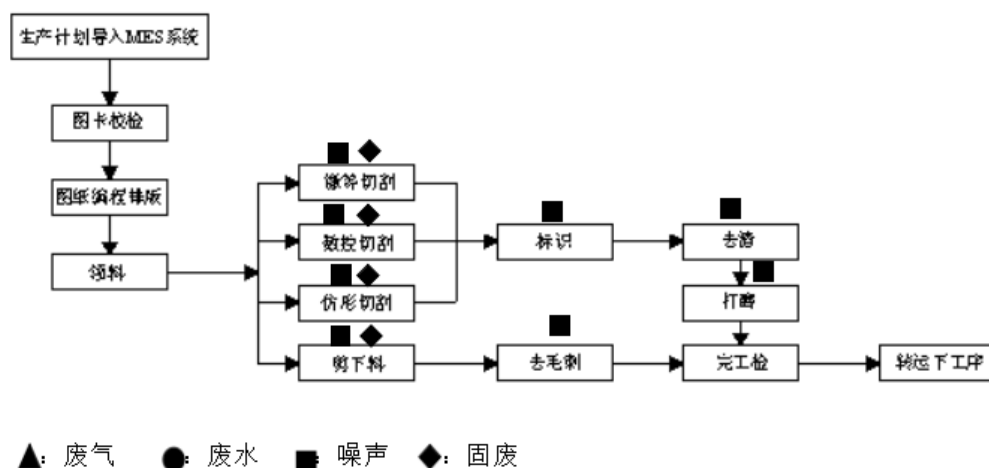 生产计划导入MES系统
图卡校检
图纸编程排版
领料
数控切割
仿形切割
剪下料
标识
去毛刺
去渣
打磨
完工检
转运下工序
▲：废气 ●：废水 ■：噪声 ◆：固废